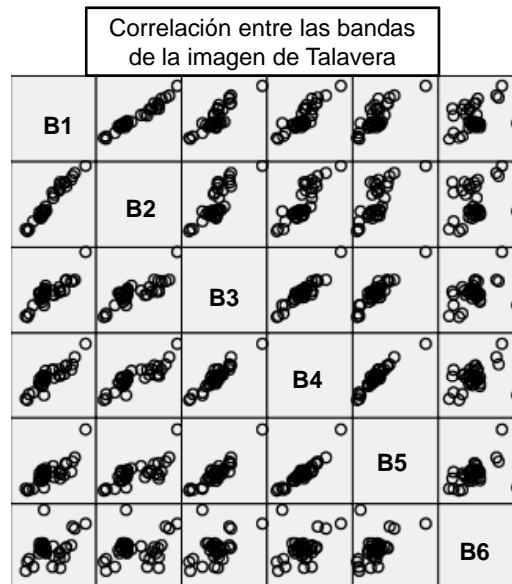 Correlación entre las bandas
de la imagen de Talavera
B1
B2
B3
B4
B5
B6